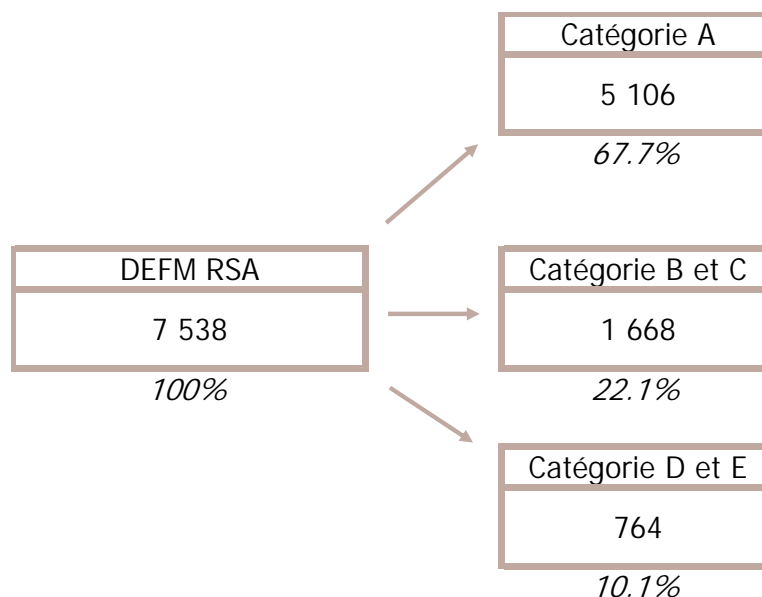 Catégorie A
5 106
67.7%
DEFM RSA
7 538
100%
Catégorie B et C
1 668
22.1%
Catégorie D et E
764
10.1%